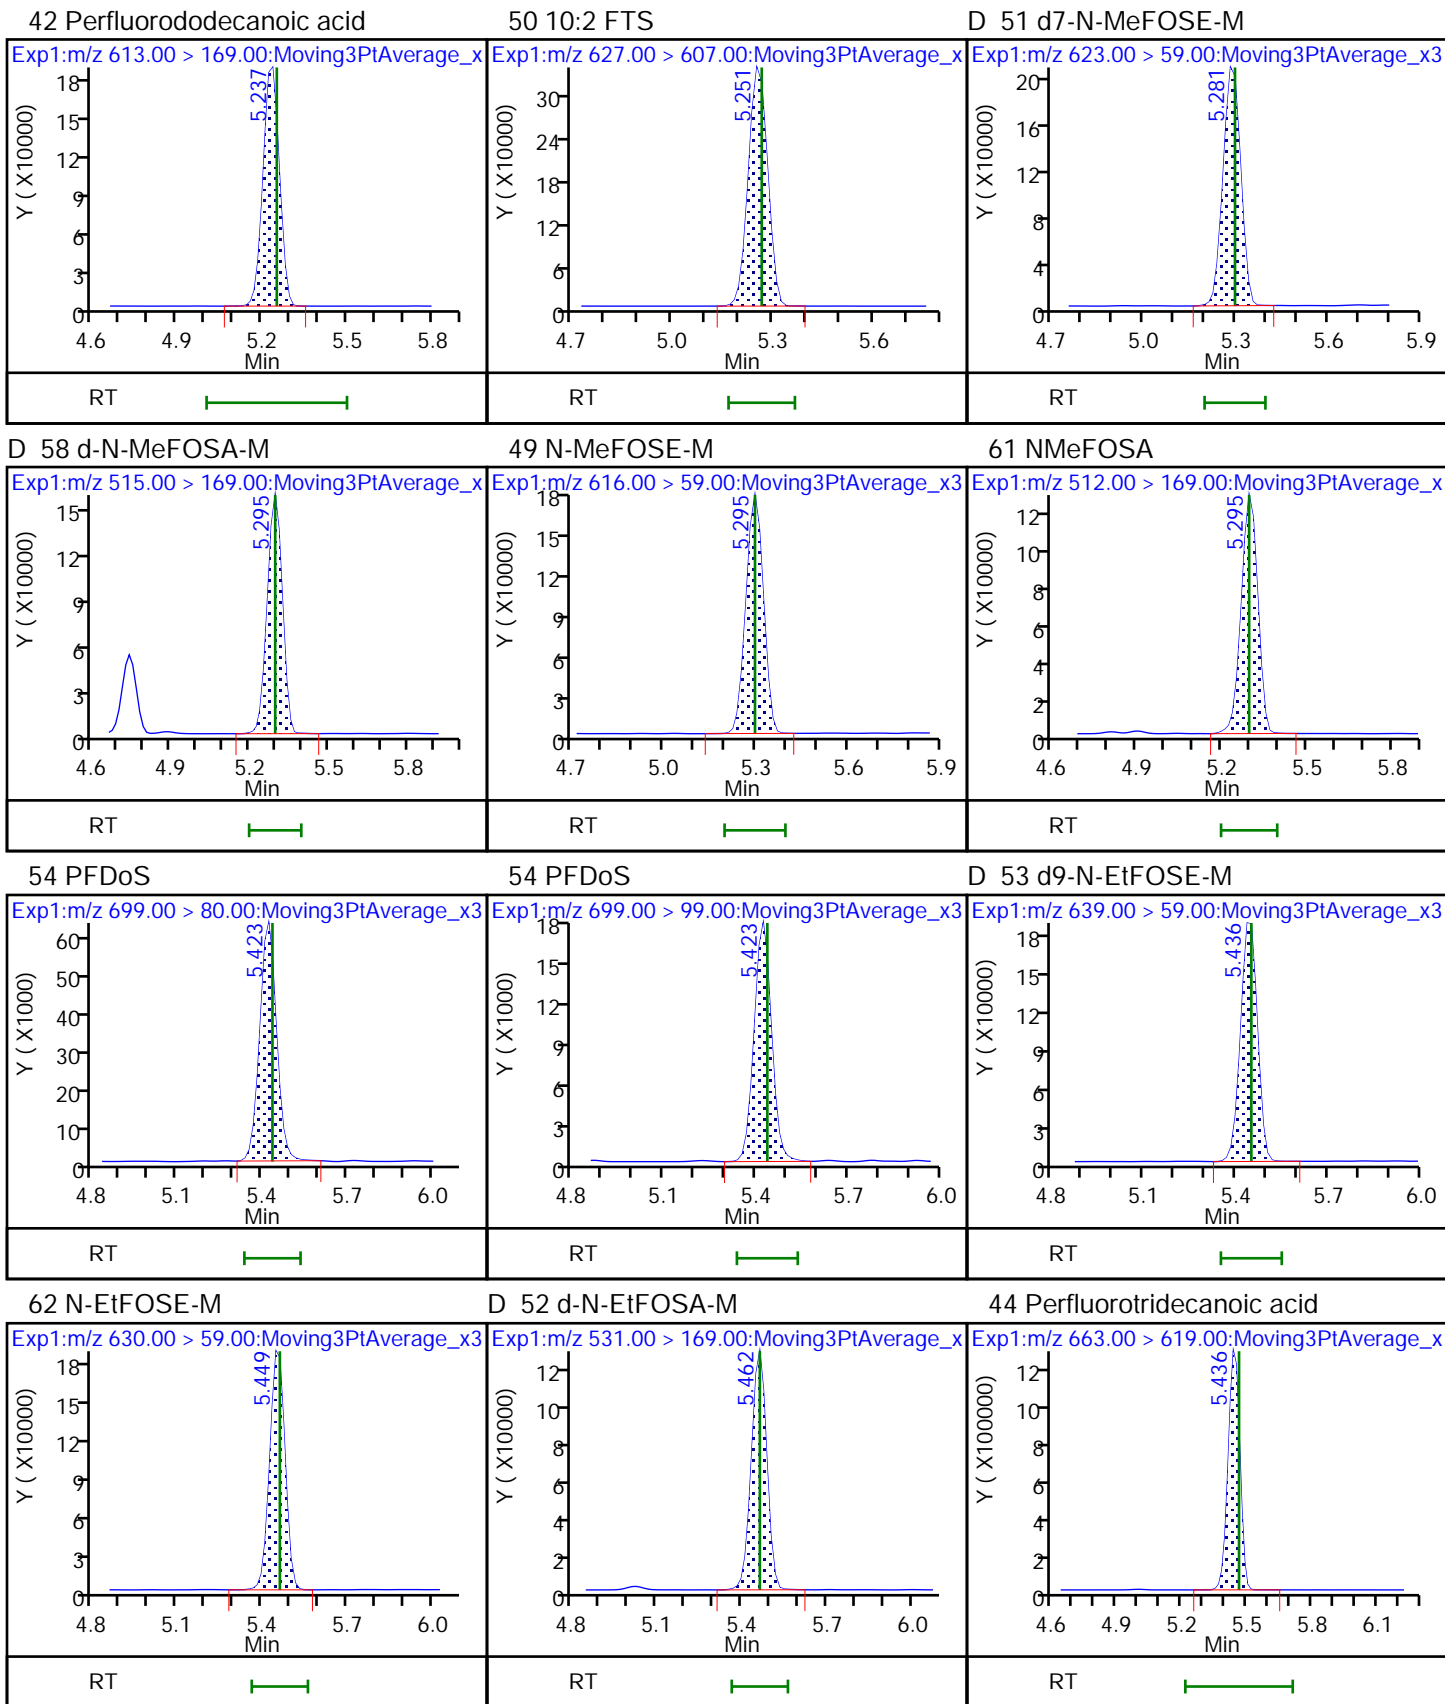 42 Perfluorododecanoic acid
Exp1:m/z 613.00 > 169.00:Moving3PtAverage_x
5.237
Y ( X10000)
18
15
12
9
6
3
0
4.6 4.9 5.2 5.5 5.8
Min
RT
50 10:2 FTS
Exp1:m/z 627.00 > 607.00:Moving3PtAverage_x
5.251
Y ( X10000)
30
24
18
12
6
0
4.7 5.0 5.3 5.6
Min
RT
D 51 d7-N-MeFOSE-M
Exp1:m/z 623.00 > 59.00:Moving3PtAverage_x3
5.281
Y ( X10000)
20
16
12
8
4
0
4.7 5.0 5.3 5.6 5.9
Min
RT
D 58 d-N-MeFOSA-M
Exp1:m/z 515.00 > 169.00:Moving3PtAverage_x
5.295
Y ( X10000)
15
12
9
6
3
0
4.6 4.9 5.2 5.5 5.8
Min
RT
49 N-MeFOSE-M
Exp1:m/z 616.00 > 59.00:Moving3PtAverage_x3
5.295
Y ( X10000)
18
15
12
9
6
3
0
4.7 5.0 5.3 5.6 5.9
Min
RT
61 NMeFOSA
Exp1:m/z 512.00 > 169.00:Moving3PtAverage_x
5.295
Y ( X10000)
12
10
8
6
4
2
0
4.6 4.9 5.2 5.5 5.8
Min
RT
54 PFDoS
Exp1:m/z 699.00 > 80.00:Moving3PtAverage_x3
5.423
Y ( X1000)
60
50
40
30
20
10
0
4.8 5.1 5.4 5.7 6.0
Min
RT
54 PFDoS
Exp1:m/z 699.00 > 99.00:Moving3PtAverage_x3
5.423
Y ( X1000)
18
15
12
9
6
3
0
4.8 5.1 5.4 5.7 6.0
Min
RT
D 53 d9-N-EtFOSE-M
Exp1:m/z 639.00 > 59.00:Moving3PtAverage_x3
5.436
Y ( X10000)
18
15
12
9
6
3
0
4.8 5.1 5.4 5.7 6.0
Min
RT
62 N-EtFOSE-M
Exp1:m/z 630.00 > 59.00:Moving3PtAverage_x3
5.449
Y ( X10000)
18
15
12
9
6
3
0
4.8 5.1 5.4 5.7 6.0
Min
RT
D 52 d-N-EtFOSA-M
Exp1:m/z 531.00 > 169.00:Moving3PtAverage_x
5.462
Y ( X10000)
12
10
8
6
4
2
0
4.8 5.1 5.4 5.7 6.0
Min
RT
44 Perfluorotridecanoic acid
Exp1:m/z 663.00 > 619.00:Moving3PtAverage_x
5.436
Y ( X100000)
12
10
8
6
4
2
0
4.6 4.9 5.2 5.5 5.8 6.1
Min
RT